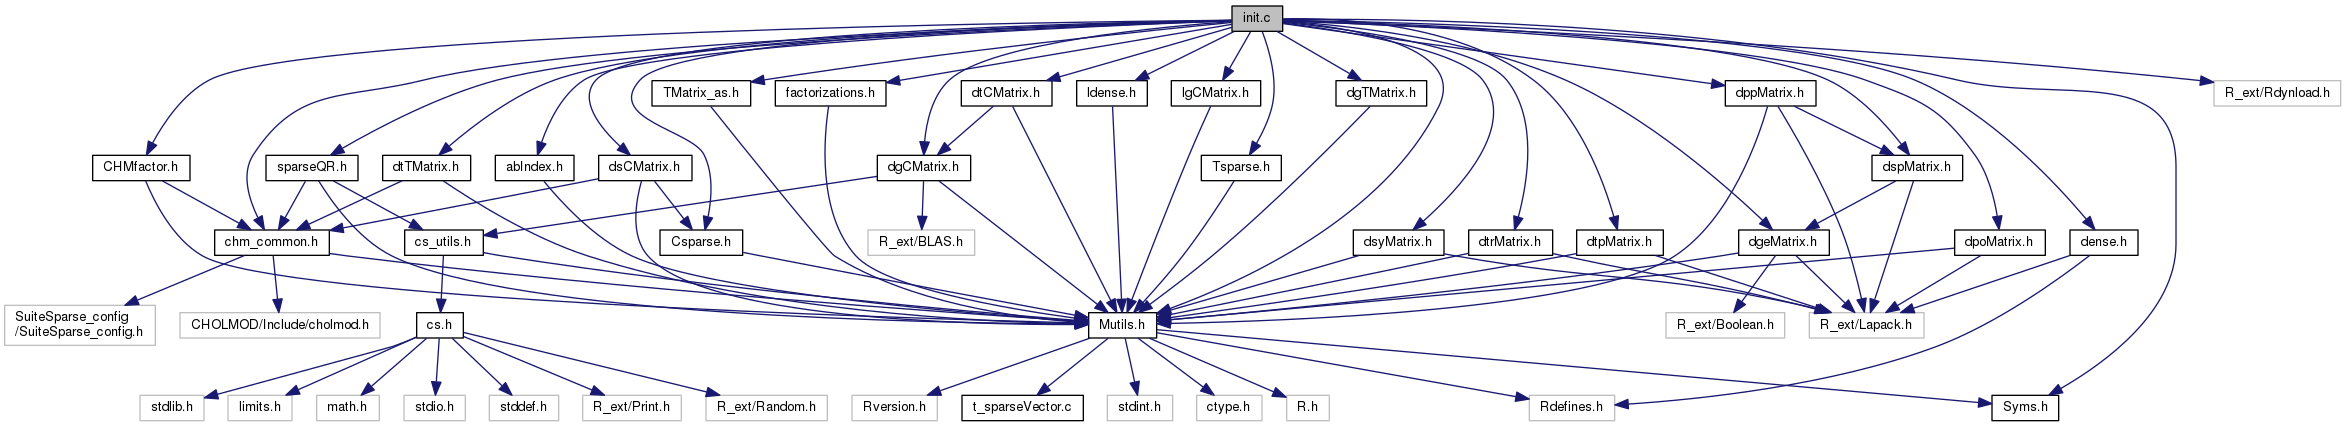 init.c
TMatrix_as.h
factorizations.h
dtCMatrix.h
ldense.h
lgCMatrix.h
dgTMatrix.h
dppMatrix.h
R_ext/Rdynload.h
CHMfactor.h
sparseQR.h
dtTMatrix.h
abIndex.h
dsCMatrix.h
dgCMatrix.h
Tsparse.h
dspMatrix.h
chm_common.h
cs_utils.h
Csparse.h
R_ext/BLAS.h
dsyMatrix.h
dtrMatrix.h
dtpMatrix.h
dgeMatrix.h
dpoMatrix.h
dense.h
SuiteSparse_config
/SuiteSparse_config.h
CHOLMOD/Include/cholmod.h
cs.h
Mutils.h
R_ext/Boolean.h
R_ext/Lapack.h
stdlib.h
limits.h
math.h
stdio.h
stddef.h
R_ext/Print.h
R_ext/Random.h
Rversion.h
t_sparseVector.c
stdint.h
ctype.h
R.h
Rdefines.h
Syms.h